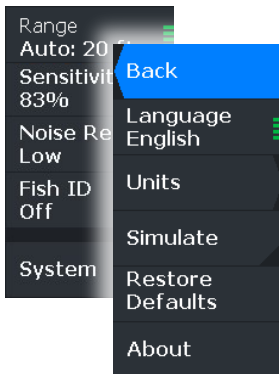 Range
Auto: 20
Sensitivit
83%
Noise Re
Low
Fish ID
Off
System
Back
Language
English
Units
Simulate
Restore
Defaults
About